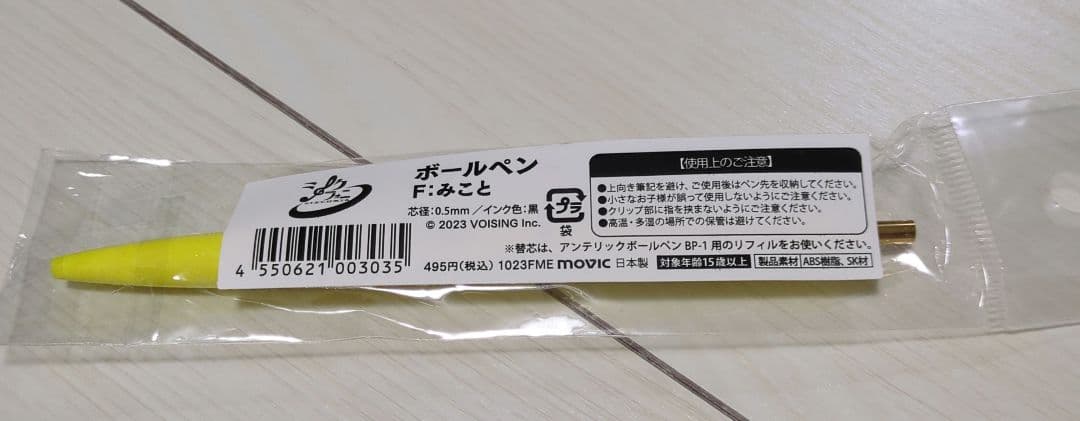 シクフォニ
SIXFONIA
ボールペン
F:みこと
芯径:0.5mm/インク色:黒
© 2023 VOISING Inc.
プラ
袋
【使用上のご注意】
●上向き筆記を避け、ご使用後はペン先を収納してください。
●小さなお子様が誤って使用しないようにご注意ください。
●クリップ部に指を挟まないようにご注意ください。
●高温・多湿の場所での保管は避けてください。
※替芯は、アンテリックボールペン BP-1 用のリフィルをお使いください。
4 550621 003035
495円(税込) 1023FME movic 日本製 対象年齢15歳以上 製品素材 ABS樹脂、SK材